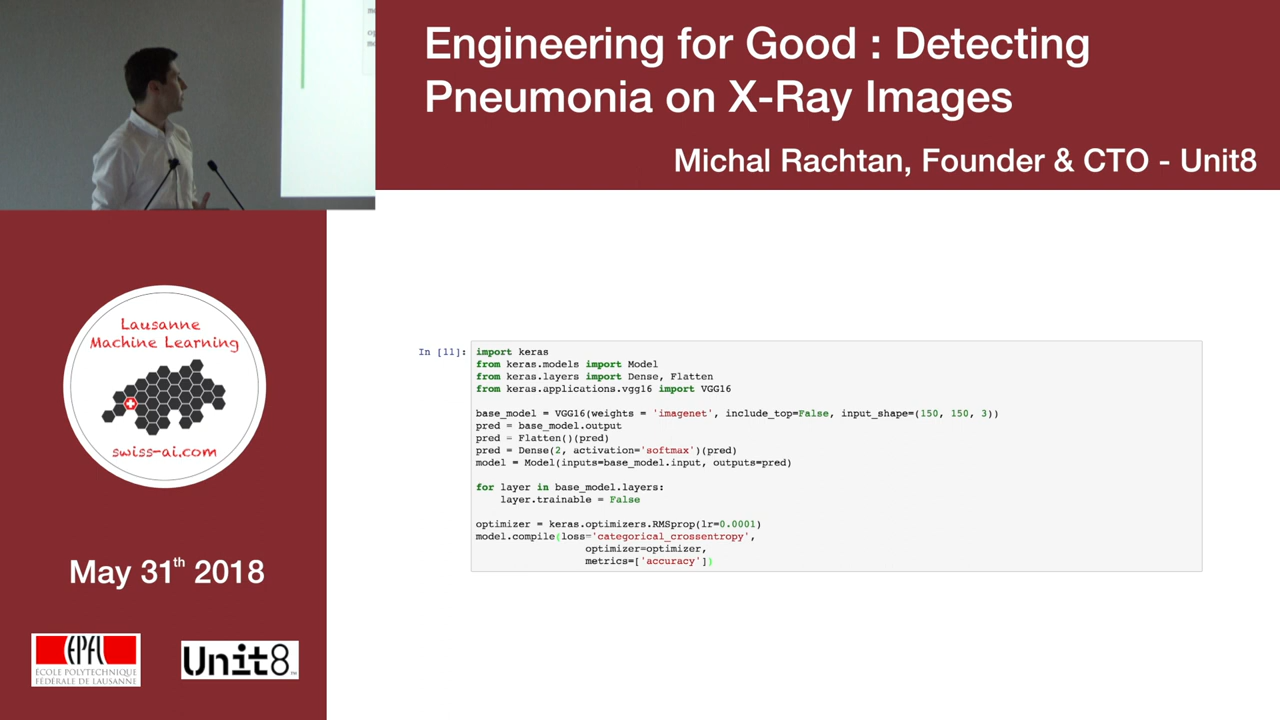 Engineering for Good : Detecting
Pneumonia on X-Ray Images
Michal Rachtan, Founder & CTO - Unit8
Lausanne
Machine Learning
swiss-ai.com
May 31th 2018
EPFL
ECOLE POLYTECHNIQUE
FÉDÉRALE DE LAUSANNE
Unit8
In [11]:
import keras
from keras.models import Model
from keras.layers import Dense, Flatten
from keras.applications.vgg16 import VGG16
base_model = VGG16(weights = 'imagenet', include_top=False, input_shape=(150, 150, 3))
pred = base_model.output
pred = Flatten()(pred)
pred = Dense(2, activation='softmax')(pred)
model = Model(inputs=base_model.input, outputs=pred)
for layer in base_model.layers:
    layer.trainable = False
optimizer = keras.optimizers.RMSprop(lr=0.0001)
model.compile(loss='categorical_crossentropy',
                  optimizer=optimizer,
                  metrics=['accuracy'])